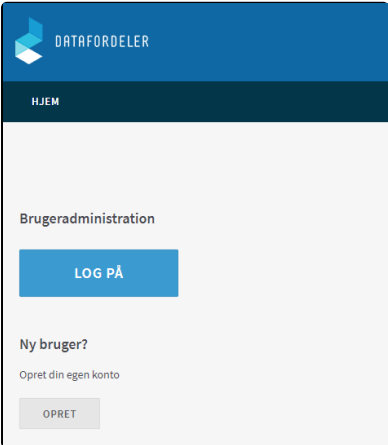 DATAFORDELER
HJEM
Brugeradministration
LOG PÅ
Ny bruger?
Opret din egen konto
OPRET